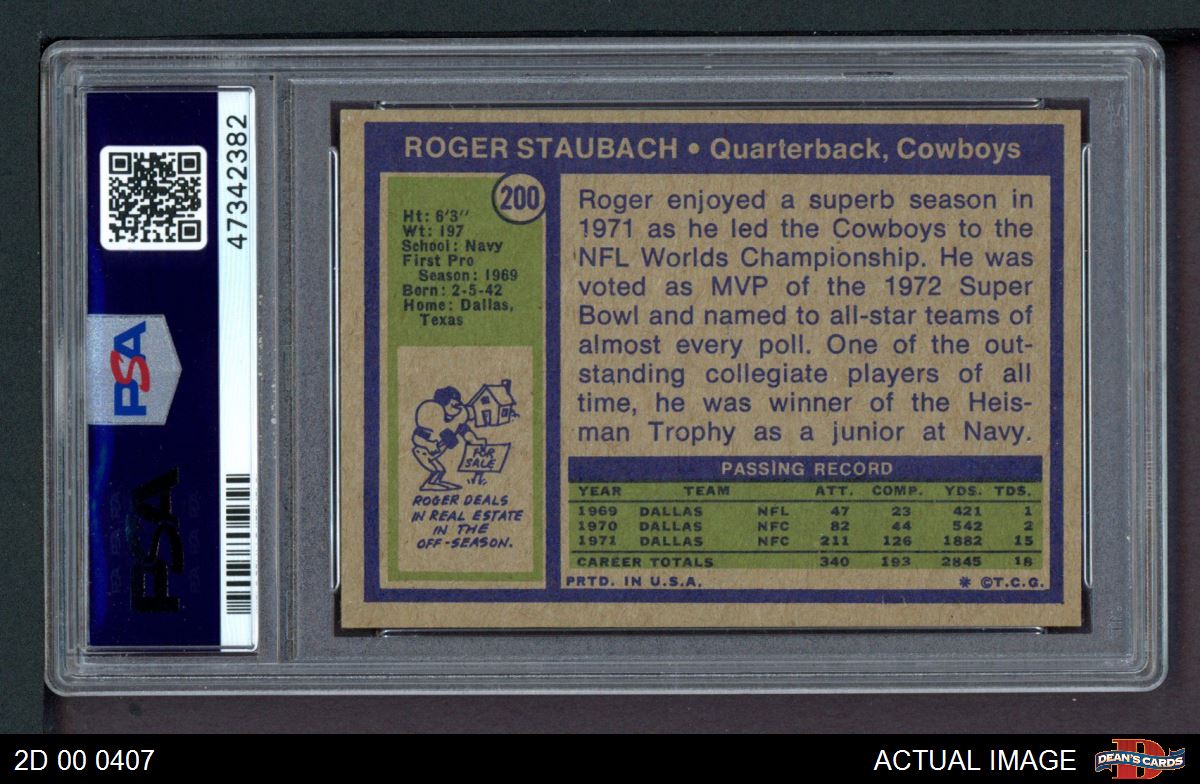 47342382
PSA
PSA
ROGER STAUBACH • Quarterback, Cowboys
200
Ht: 6'3''
Wt: 197
School: Navy
First Pro
Season: 1969
Born: 2-5-42
Home: Dallas,
Texas
FOR
SALE
ROGER DEALS
IN REAL ESTATE
IN THE
OFF-SEASON.
Roger enjoyed a superb season in
1971 as he led the Cowboys to the
NFL Worlds Championship. He was
voted as MVP of the 1972 Super
Bowl and named to all-star teams of
almost every poll. One of the out-
standing collegiate players of all
time, he was winner of the Heis-
man Trophy as a junior at Navy.
PASSING RECORD
YEAR TEAM ATT. COMP. YDS. TDS.
1969 DALLAS NFL 47 23 421 1
1970 DALLAS NFC 82 44 542 2
1971 DALLAS NFC 211 126 1882 15
CAREER TOTALS 340 193 2845 18
PRTD. IN U.S.A. * ©T.C.G.
2D 00 0407
ACTUAL IMAGE
D
DEAN'S CARDS